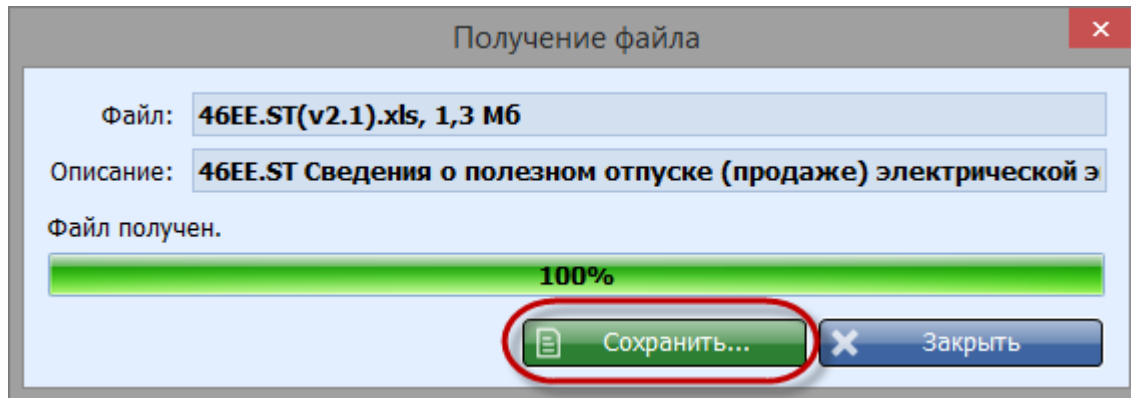 Получение файла
Файл: 46EE.ST(v2.1).xls, 1,3 Мб
Описание: 46EE.ST Сведения о полезном отпуске (продаже) электрической э
Файл получен.
100%
Сохранить... Закрыть